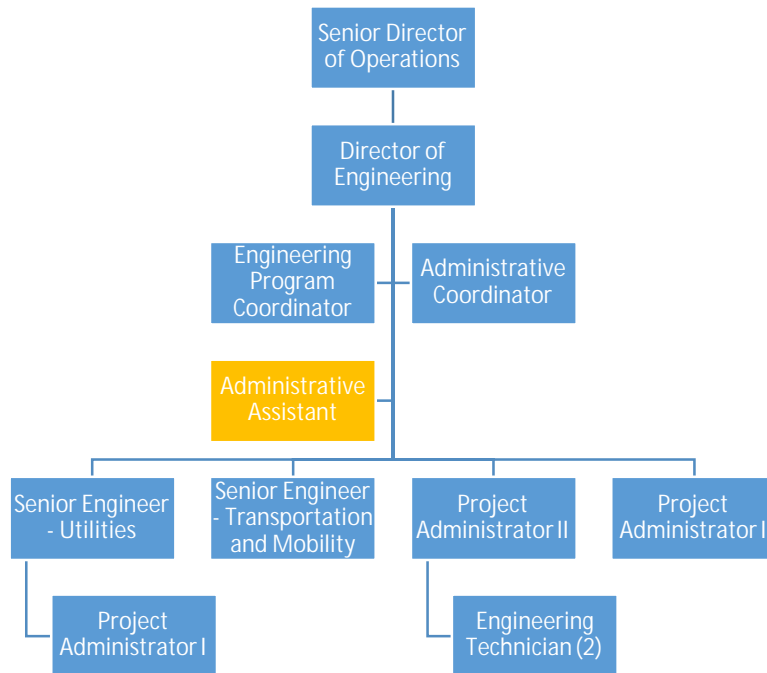 Senior Director
of Operations
Director of
Engineering
Engineering
Program
Coordinator
Administrative
Coordinator
Administrative
Assistant
Senior Engineer
- Utilities
Senior Engineer
- Transportation
and Mobility
Project
Administrator II
Project
Administrator I
Project
Administrator I
Engineering
Technician (2)